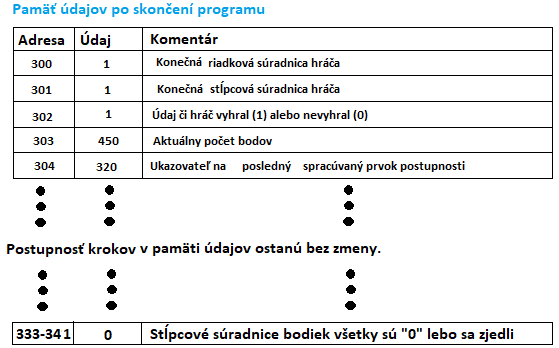 Pamäť údajov po skončení programu
Adresa Údaj Komentár
300 1 Konečná riadková súradnica hráča
301 1 Konečná stĺpcová súradnica hráča
302 1 Údaj či hráč vyhral (1) alebo nevyhral (0)
303 450 Aktuálny počet bodov
304 320 Ukazovateľ na posledný spracúvaný prvok postupnosti
Postupnosť krokov v pamäti údajov ostanú bez zmeny.
333-341 0 Stĺpcové súradnice bodiek všetky sú "0" lebo sa zjedli